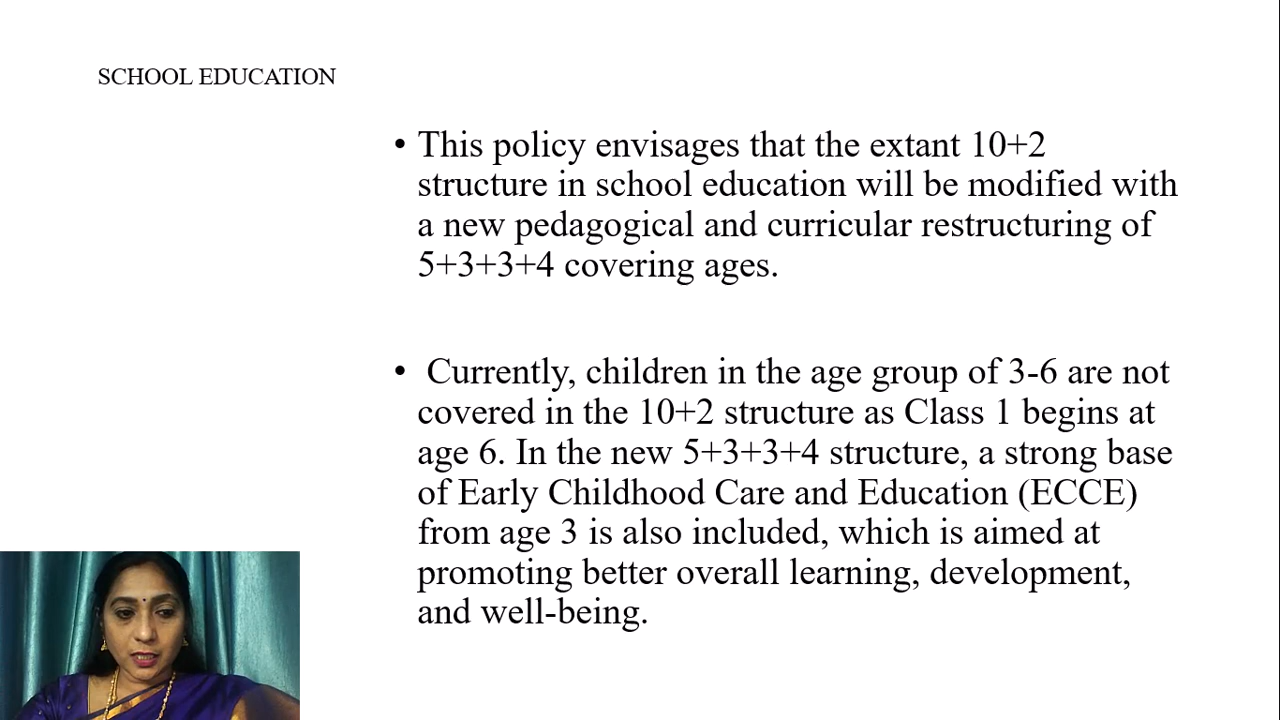 SCHOOL EDUCATION
• This policy envisages that the extant 10+2
structure in school education will be modified with
a new pedagogical and curricular restructuring of
5+3+3+4 covering ages.
• Currently, children in the age group of 3-6 are not
covered in the 10+2 structure as Class 1 begins at
age 6. In the new 5+3+3+4 structure, a strong base
of Early Childhood Care and Education (ECCE)
from age 3 is also included, which is aimed at
promoting better overall learning, development,
and well-being.